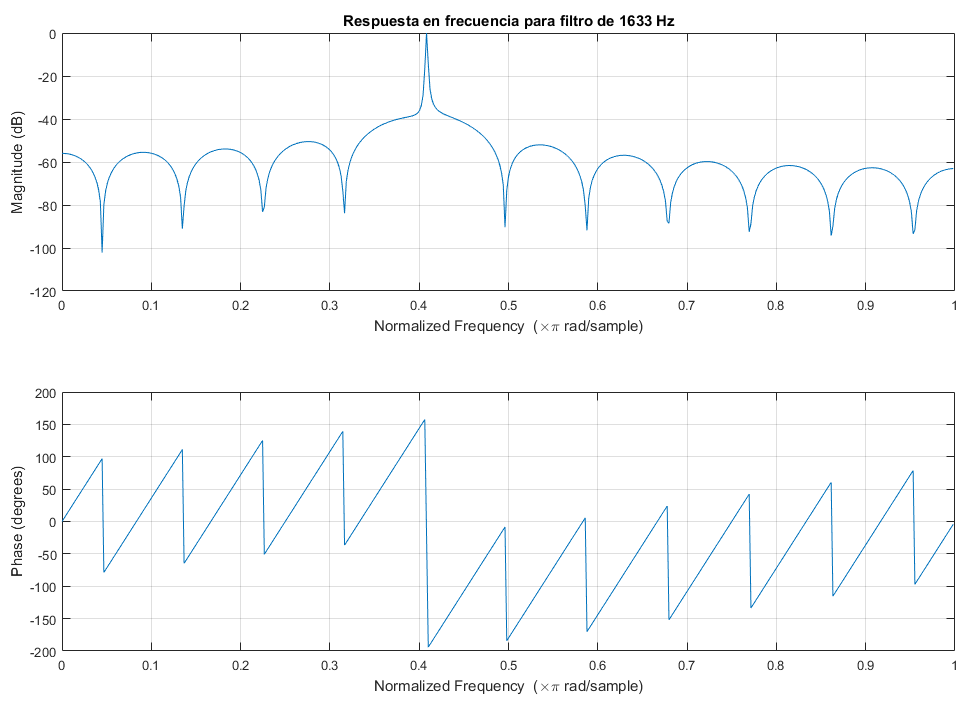 Respuesta en frecuencia para filtro de 1633 Hz
Magnitude (dB)
0
-20
-40
-60
-80
-100
-120
0 0.1 0.2 0.3 0.4 0.5 0.6 0.7 0.8 0.9 1
Normalized Frequency (×π rad/sample)
Phase (degrees)
200
150
100
50
0
-50
-100
-150
-200
0 0.1 0.2 0.3 0.4 0.5 0.6 0.7 0.8 0.9 1
Normalized Frequency (×π rad/sample)